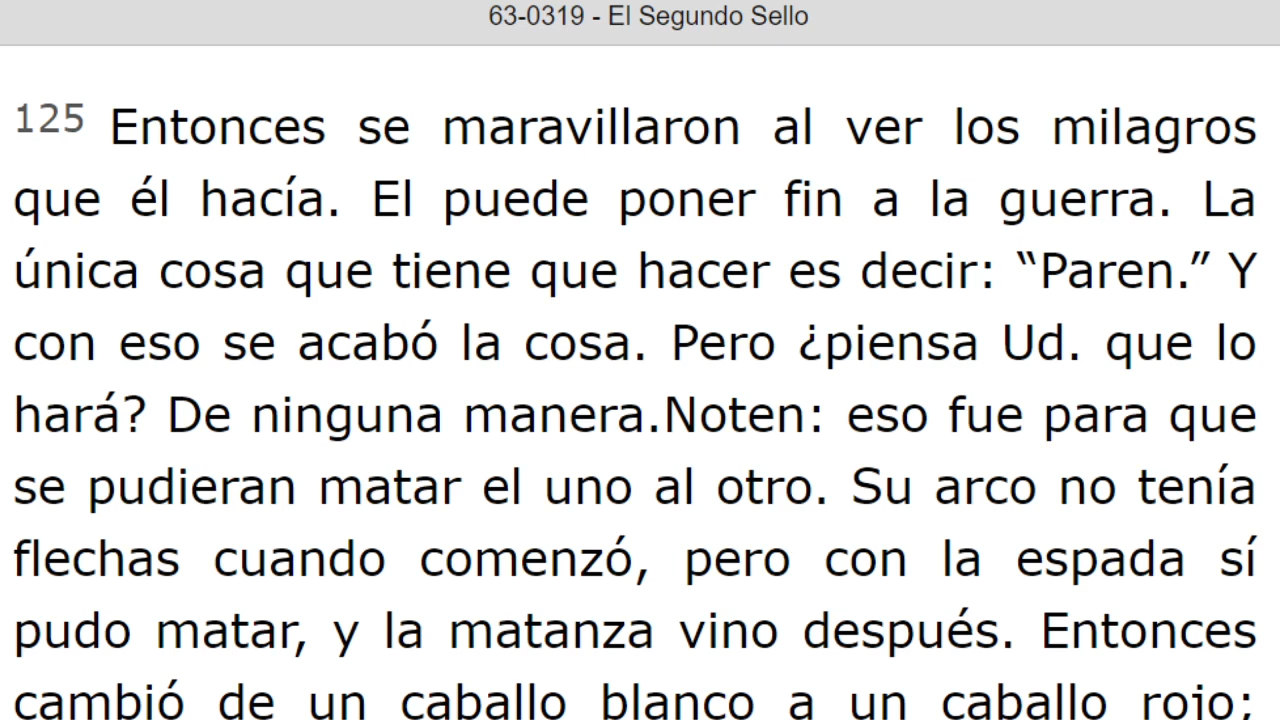 63-0319 - El Segundo Sello
125 Entonces se maravillaron al ver los milagros
que él hacía. El puede poner fin a la guerra. La
única cosa que tiene que hacer es decir: “Paren.” Y
con eso se acabó la cosa. Pero ¿piensa Ud. que lo
hará? De ninguna manera.Noten: eso fue para que
se pudieran matar el uno al otro. Su arco no tenía
flechas cuando comenzó, pero con la espada sí
pudo matar, y la matanza vino después. Entonces
cambió de un caballo blanco a un caballo rojo;